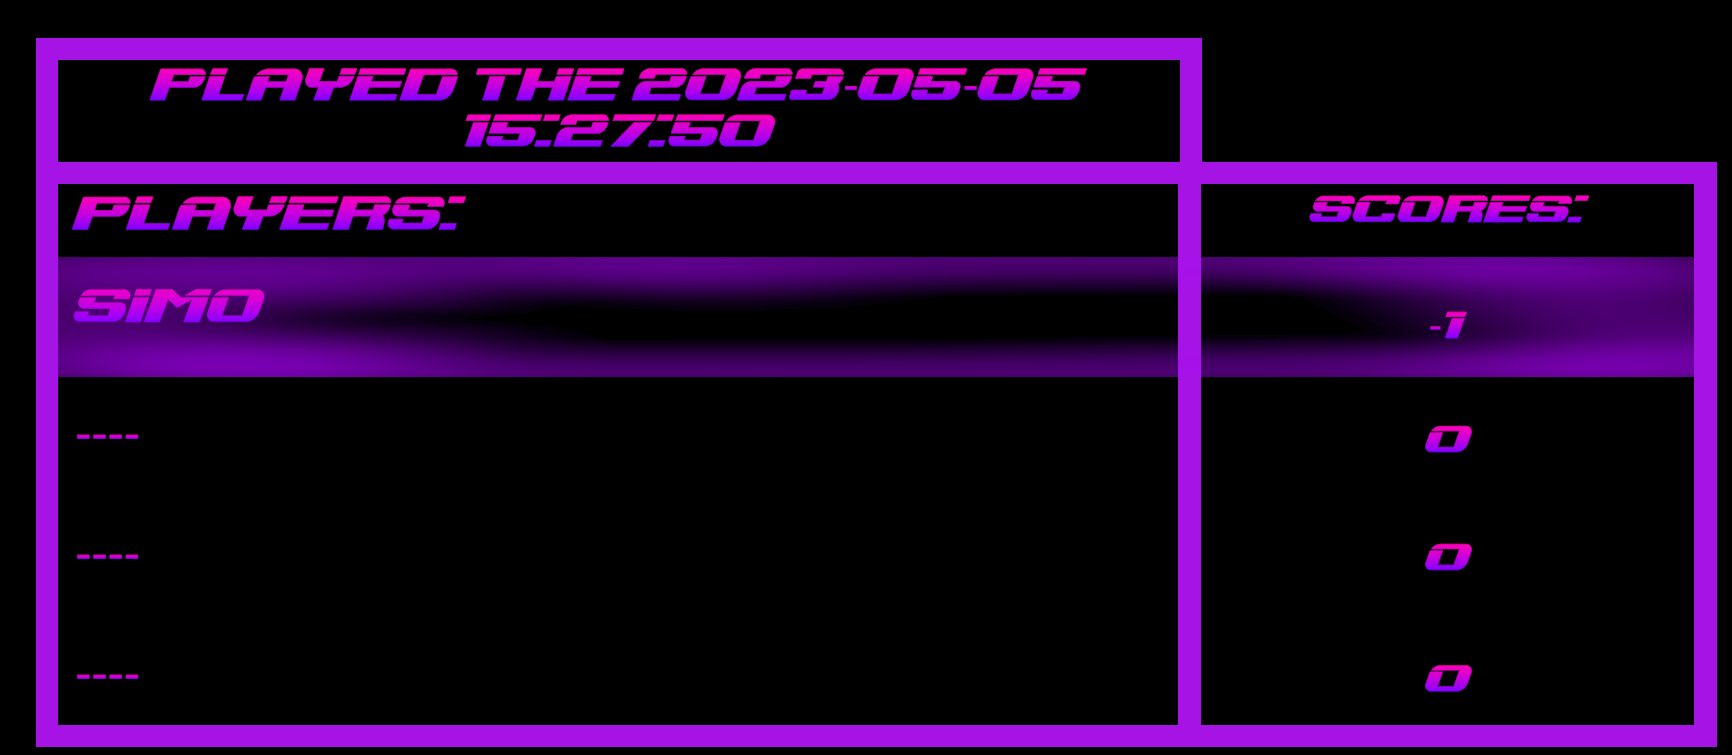 PLAYED THE 2023-05-05
15:27:50
PLAYERS: SCORES:
SIMO -1
---- 0
---- 0
---- 0